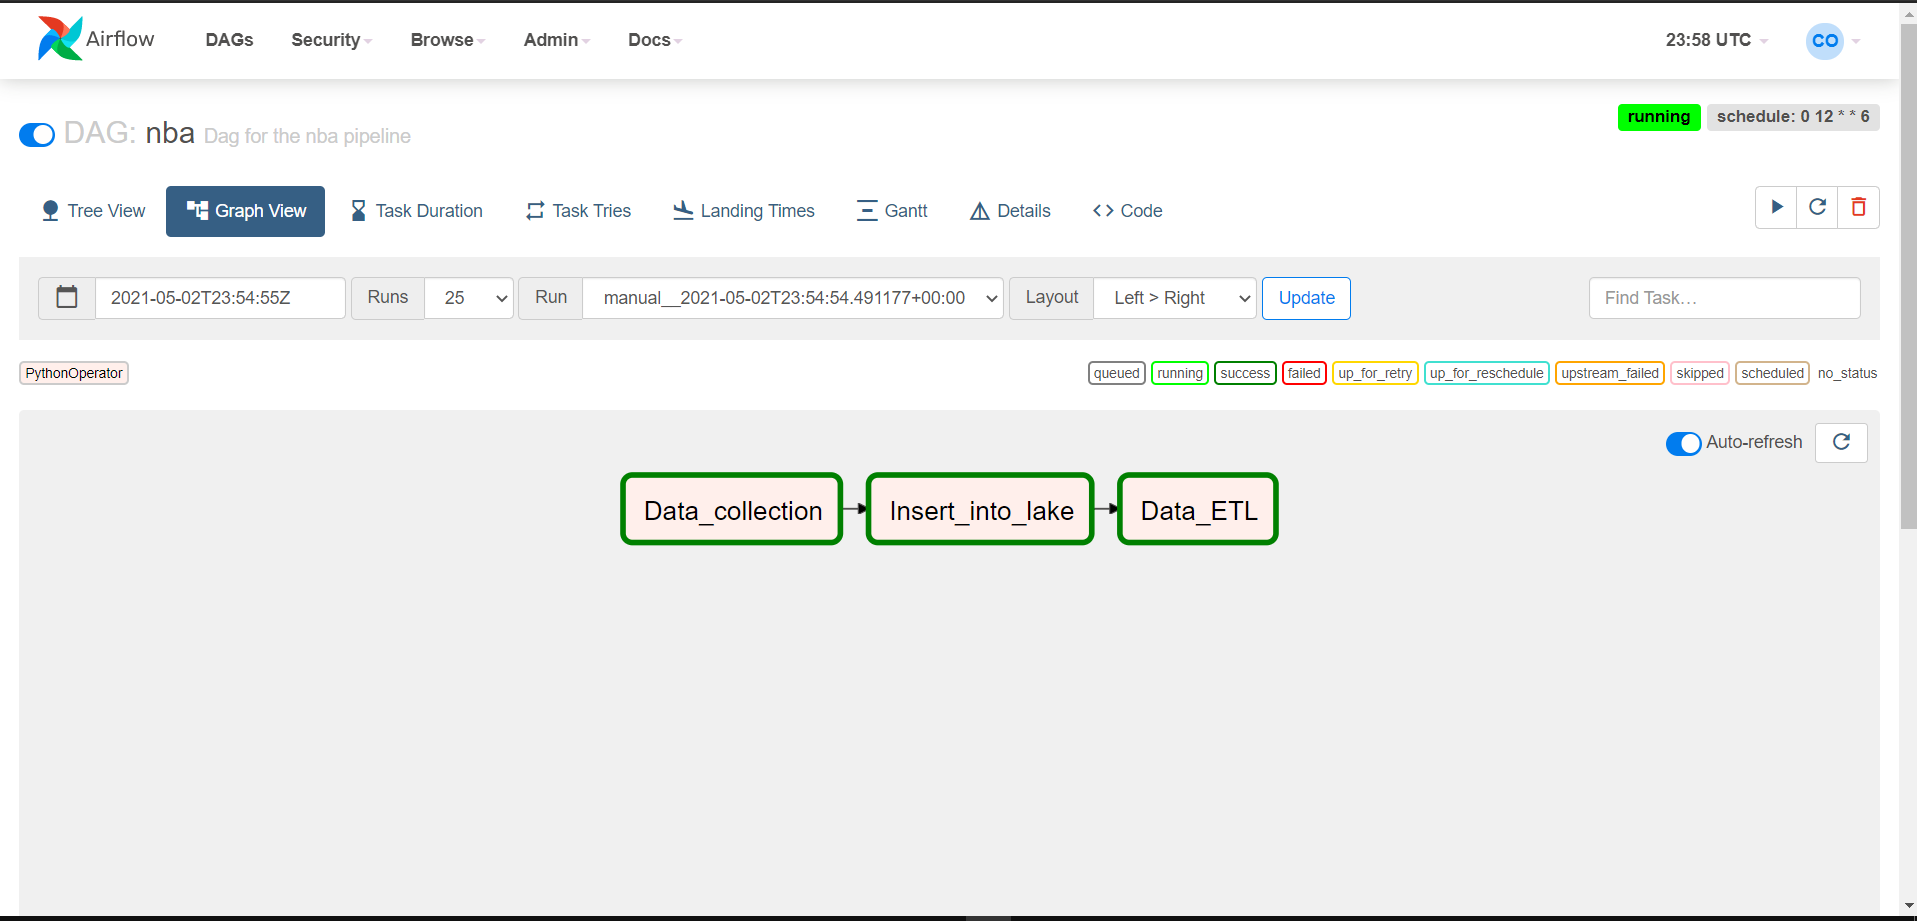 Airflow DAGs Security Browse Admin Docs 23:58 UTC CO
running schedule: 0 12 * * 6
DAG: nba Dag for the nba pipeline
Tree View Graph View Task Duration Task Tries Landing Times Gantt Details Code
2021-05-02T23:54:55Z Runs 25 Run manual__2021-05-02T23:54:54.491177+00:00 Layout Left > Right Update Find Task…
PythonOperator queued running success failed up_for_retry up_for_reschedule upstream_failed skipped scheduled no_status
Auto-refresh
Data_collection Insert_into_lake Data_ETL